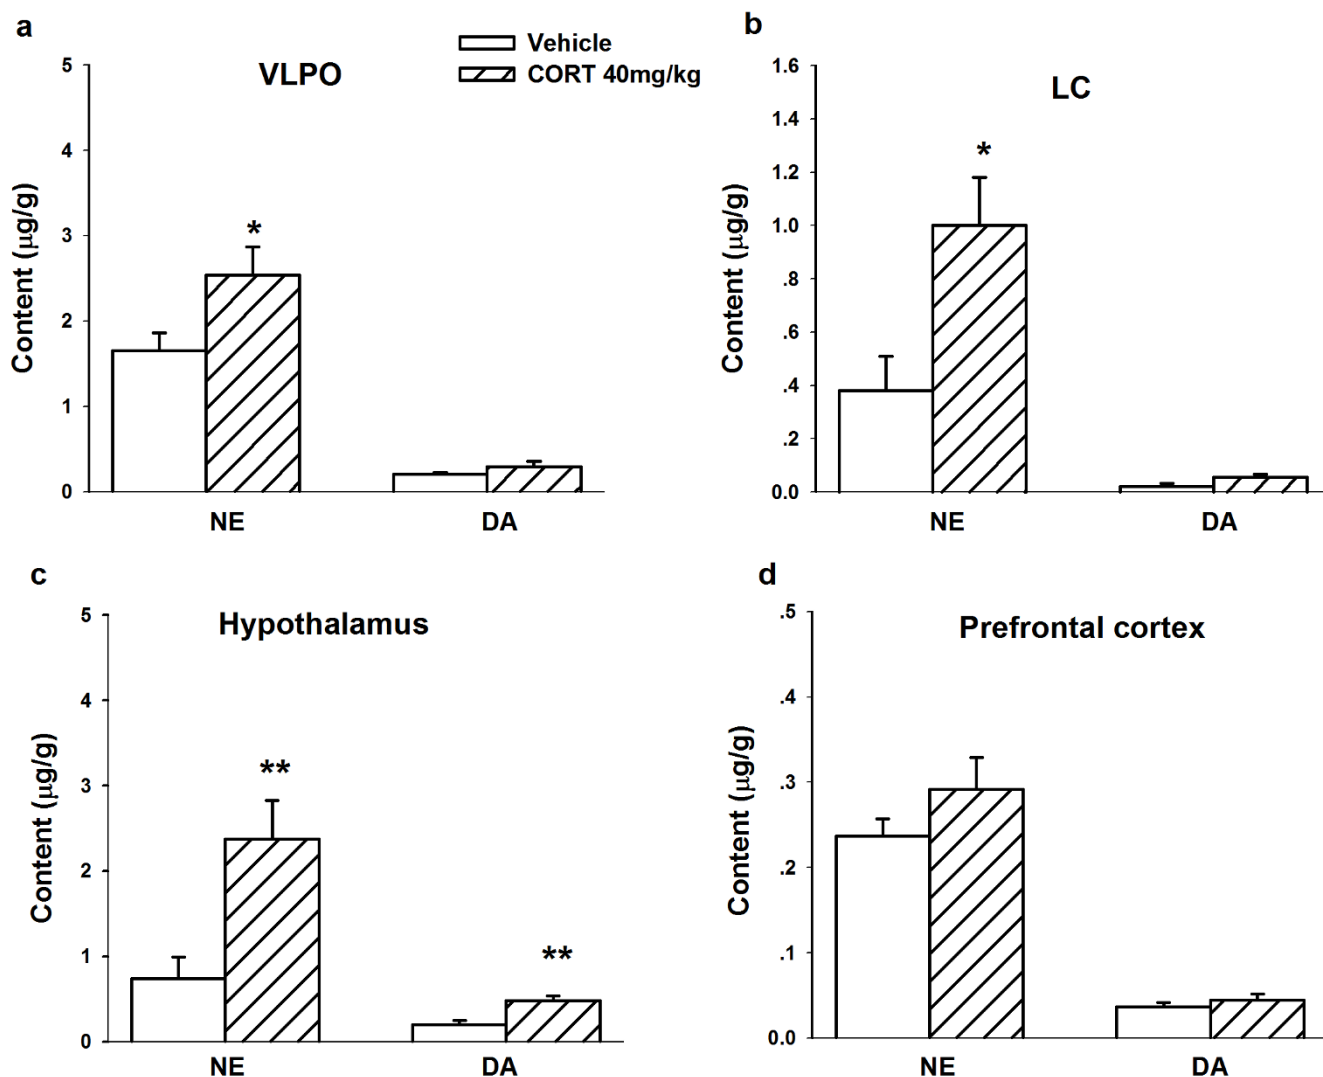 a
VLPO
Vehicle
CORT 40mg/kg
Content (μg/g)
5
4
3
2
1
0
*
NE
DA
b
LC
Content (μg/g)
1.6
1.4
1.2
1.0
.8
.6
.4
.2
0.0
*
NE
DA
c
Hypothalamus
Content (μg/g)
5
4
3
2
1
0
**
**
NE
DA
d
Prefrontal cortex
Content (μg/g)
.5
.4
.3
.2
.1
0.0
NE
DA